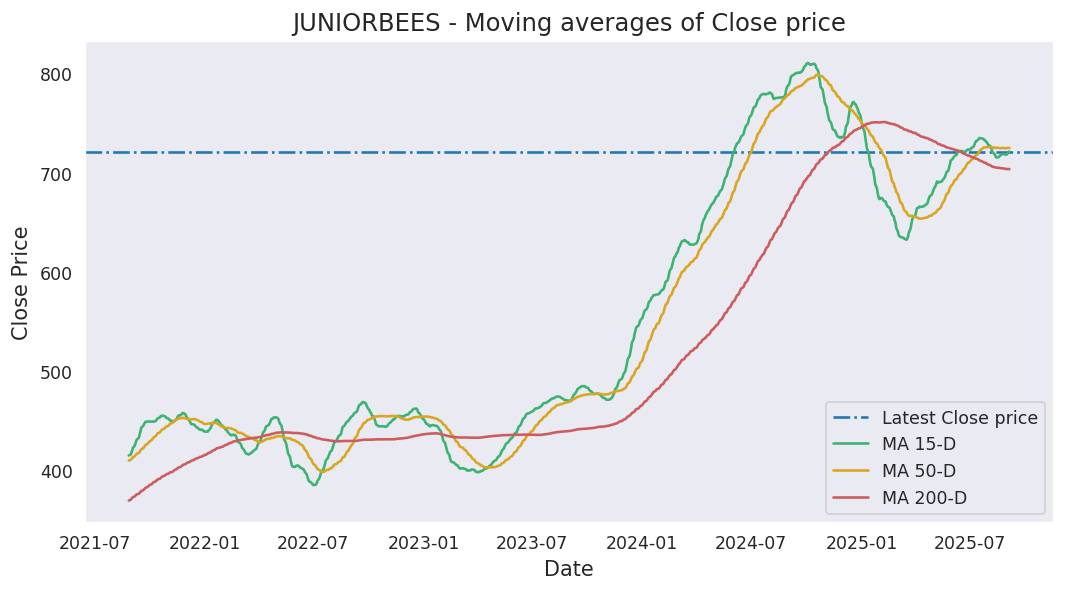 JUNIORBEES - Moving averages of Close price
Close Price
800
700
600
500
400
Latest Close price
MA 15-D
MA 50-D
MA 200-D
2021-07 2022-01 2022-07 2023-01 2023-07 2024-01 2024-07 2025-01 2025-07
Date